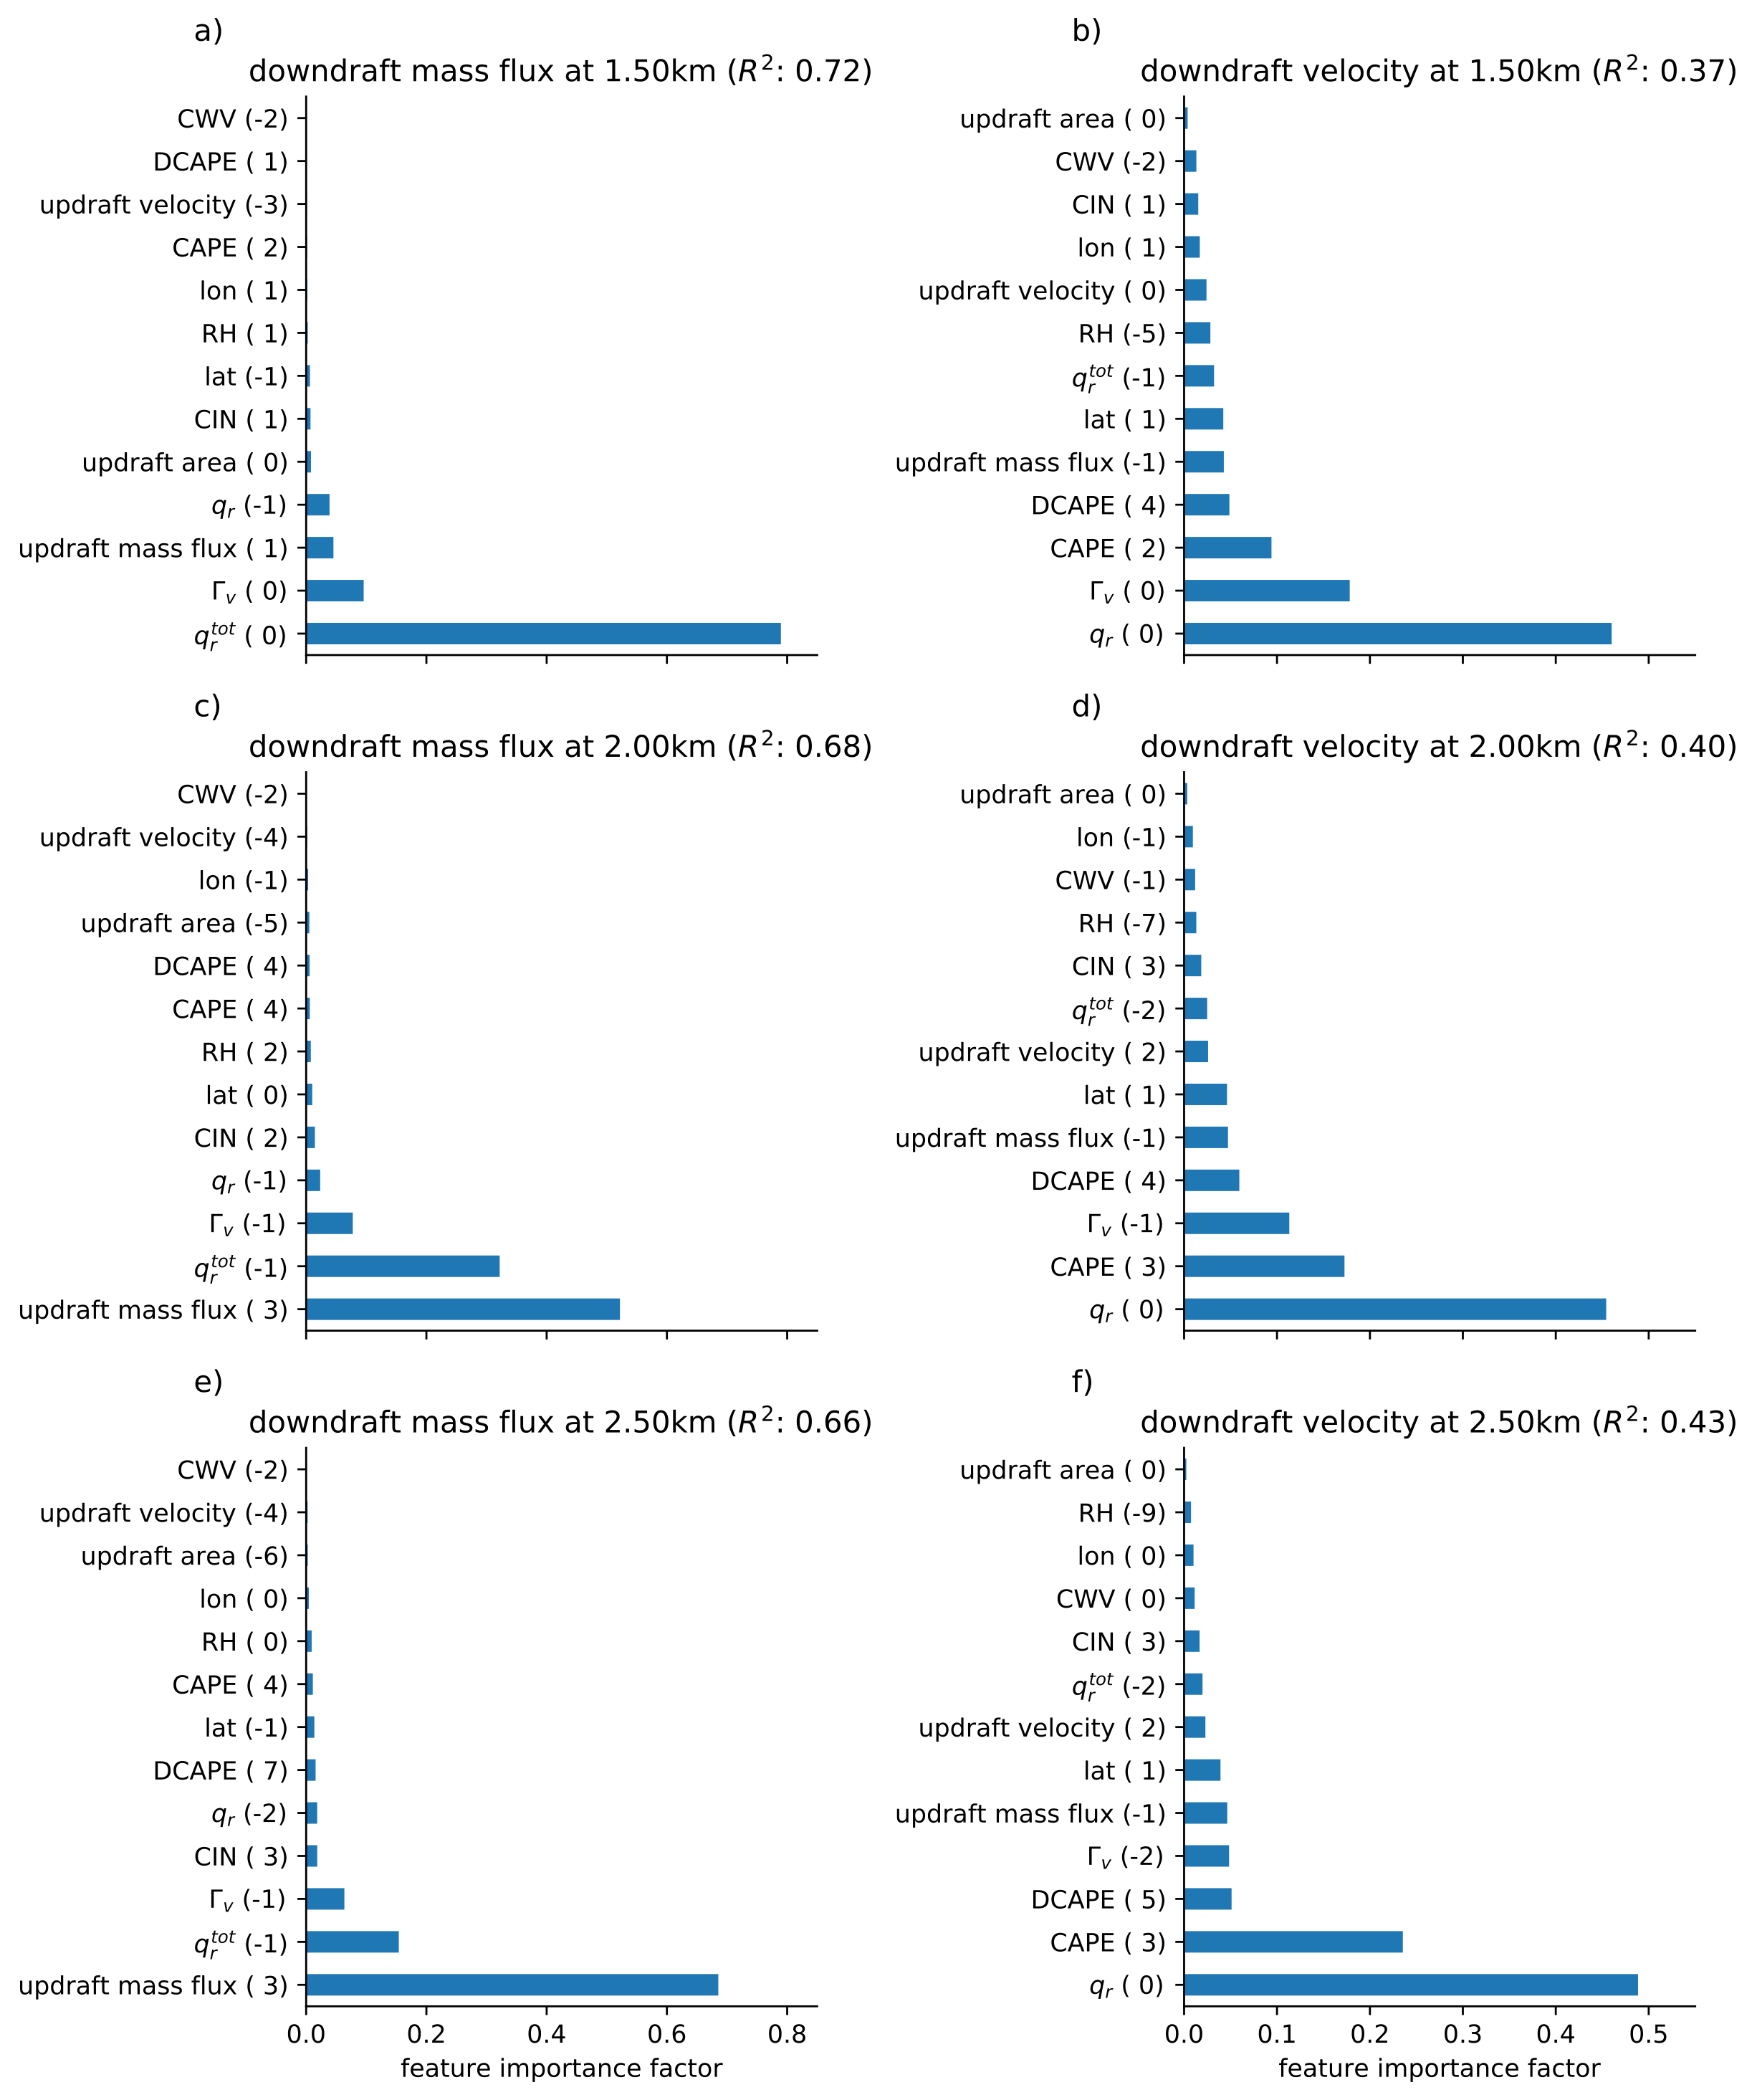 a)
downdraft mass flux at 1.50km (R²: 0.72)
CWV (-2)
DCAPE ( 1)
updraft velocity (-3)
CAPE ( 2)
lon ( 1)
RH ( 1)
lat (-1)
CIN ( 1)
updraft area ( 0)
q_r (-1)
updraft mass flux ( 1)
Γ_v ( 0)
q_r^tot ( 0)
b)
downdraft velocity at 1.50km (R²: 0.37)
updraft area ( 0)
CWV (-2)
CIN ( 1)
lon ( 1)
updraft velocity ( 0)
RH (-5)
q_r^tot (-1)
lat ( 1)
updraft mass flux (-1)
DCAPE ( 4)
CAPE ( 2)
Γ_v ( 0)
q_r ( 0)
c)
downdraft mass flux at 2.00km (R²: 0.68)
CWV (-2)
updraft velocity (-4)
lon (-1)
updraft area (-5)
DCAPE ( 4)
CAPE ( 4)
RH ( 2)
lat ( 0)
CIN ( 2)
q_r (-1)
Γ_v (-1)
q_r^tot (-1)
updraft mass flux ( 3)
d)
downdraft velocity at 2.00km (R²: 0.40)
updraft area ( 0)
lon (-1)
CWV (-1)
RH (-7)
CIN ( 3)
q_r^tot (-2)
updraft velocity ( 2)
lat ( 1)
updraft mass flux (-1)
DCAPE ( 4)
Γ_v (-1)
CAPE ( 3)
q_r ( 0)
e)
downdraft mass flux at 2.50km (R²: 0.66)
CWV (-2)
updraft velocity (-4)
updraft area (-6)
lon ( 0)
RH ( 0)
CAPE ( 4)
lat (-1)
DCAPE ( 7)
q_r (-2)
CIN ( 3)
Γ_v (-1)
q_r^tot (-1)
updraft mass flux ( 3)
0.0 0.2 0.4 0.6 0.8
feature importance factor
f)
downdraft velocity at 2.50km (R²: 0.43)
updraft area ( 0)
RH (-9)
lon ( 0)
CWV ( 0)
CIN ( 3)
q_r^tot (-2)
updraft velocity ( 2)
lat ( 1)
updraft mass flux (-1)
Γ_v (-2)
DCAPE ( 5)
CAPE ( 3)
q_r ( 0)
0.0 0.1 0.2 0.3 0.4 0.5
feature importance factor